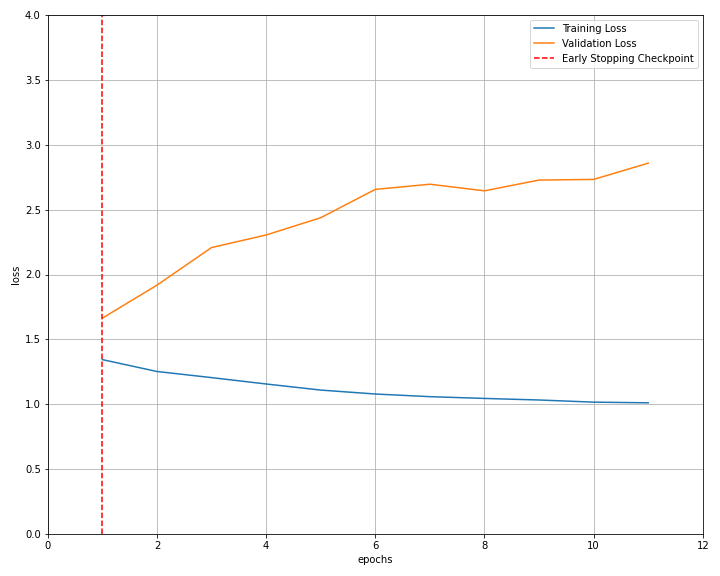 4.0
3.5
3.0
2.5
2.0
1.5
1.0
0.5
0.0
loss
Training Loss
Validation Loss
Early Stopping Checkpoint
0 2 4 6 8 10 12
epochs